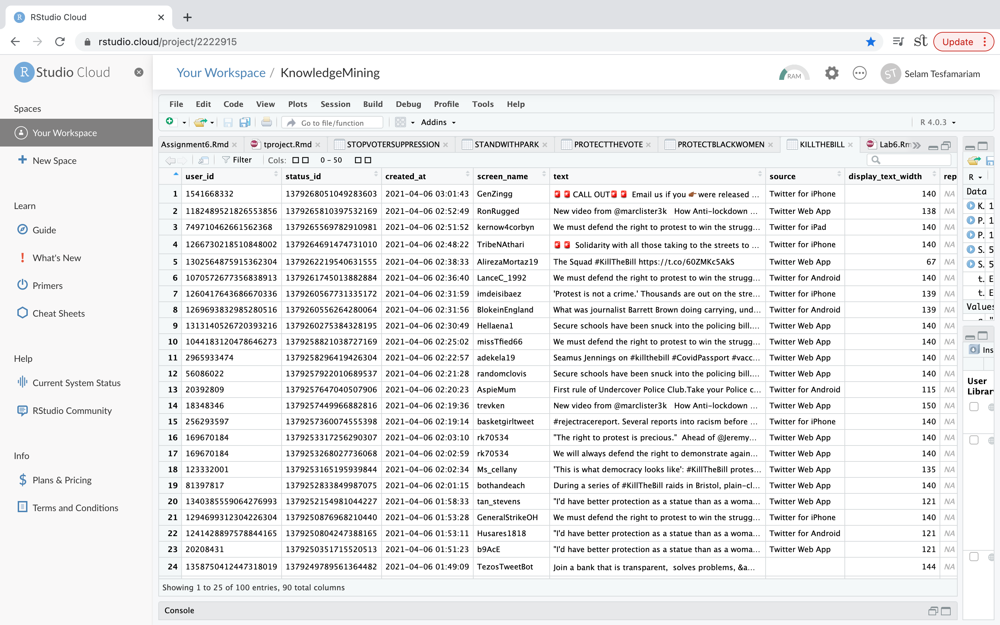 RStudio Cloud
rstudio.cloud/project/2222915
Update
R Studio Cloud
Your Workspace / KnowledgeMining
RAM
ST Selam Tesfamariam
Spaces
Your Workspace
New Space
Learn
Guide
What's New
Primers
Cheat Sheets
Help
Current System Status
RStudio Community
Info
Plans & Pricing
Terms and Conditions
File Edit Code View Plots Session Build Debug Profile Tools Help
Go to file/function Addins R 4.0.3
Assignment6.Rmd tproject.Rmd STOPVOTERSUPPRESSION STANDWITHPARK PROTECTTHEVOTE PROTECTBLACKWOMEN KILLTHEBILL Lab6.Rm
Filter Cols: 0 - 50
user_id status_id created_at screen_name text source display_text_width rep
1 1541668332 1379268051049283603 2021-04-06 03:01:43 GenZingg 🚨🚨CALL OUT🚨🚨 Email us if you 👉🏾were released ... Twitter for iPhone 140 NA
2 1182489521826553856 1379265810397532169 2021-04-06 02:52:49 RonRugged New video from @marclister3k How Anti-lockdown ... Twitter Web App 138 NA
3 749710462661562368 1379265569782910981 2021-04-06 02:51:52 kernow4corbyn We must defend the right to protest to win the strugg... Twitter for iPad 140 NA
4 1266730218510848002 1379264691474731010 2021-04-06 02:48:22 TribeNAthari 🚨🚨 Solidarity with all those taking to the streets to ... Twitter for iPhone 140 NA
5 1302564875915362304 1379262219540631555 2021-04-06 02:38:33 AlirezaMortaz19 The Squad #KillTheBill https://t.co/60ZMKc5AkS Twitter Web App 67 NA
6 1070572677356838913 1379261745013882884 2021-04-06 02:36:40 LanceC_1992 We must defend the right to protest to win the strugg... Twitter for Android 140 NA
7 1260417643686670336 1379260567731335172 2021-04-06 02:31:59 imdeisibaez 'Protest is not a crime.' Thousands are out on the stre... Twitter for iPhone 139 NA
8 1269693832985280516 1379260556264280064 2021-04-06 02:31:56 BlokeinEngland What was journalist Barrett Brown doing carrying, und... Twitter for Android 139 NA
9 1313140526720393216 1379260275384328195 2021-04-06 02:30:49 Hellaena1 Secure schools have been snuck into the policing bill.... Twitter Web App 140 NA
10 1044183120478646273 1379258821038727169 2021-04-06 02:25:02 missTfied66 We must defend the right to protest to win the strugg... Twitter Web App 140 NA
11 2965933474 1379258296419426304 2021-04-06 02:22:57 adekela19 Seamus Jennings on #killthebill #CovidPassport #vacc... Twitter Web App 140 NA
12 56086022 1379257922010689537 2021-04-06 02:21:28 randomclovis Secure schools have been snuck into the policing bill.... Twitter Web App 140 NA
13 20392809 1379257647040507906 2021-04-06 02:20:23 AspieMum First rule of Undercover Police Club.Take your Police c... Twitter for Android 115 NA
14 18348346 1379257449966882816 2021-04-06 02:19:36 trevken New video from @marclister3k How Anti-lockdown ... Twitter Web App 150 NA
15 256293597 1379257360074555398 2021-04-06 02:19:14 basketgirltweet #rejectracereport. Several reports into racism before ... Twitter for iPhone 140 NA
16 169670184 1379253317256290307 2021-04-06 02:03:10 rk70534 "The right to protest is precious." Ahead of @Jeremy... Twitter Web App 140 NA
17 169670184 1379253268027736068 2021-04-06 02:02:59 rk70534 We will always defend the right to demonstrate again... Twitter Web App 140 NA
18 123332001 1379253165195939844 2021-04-06 02:02:34 Ms_cellany 'This is what democracy looks like': #KillTheBill protes... Twitter Web App 135 NA
19 81397817 1379252833849987075 2021-04-06 02:01:15 bothandeach During a series of #KillTheBill raids in Bristol, plain-cl... Twitter Web App 140 NA
20 1340385559064276993 1379252154981044227 2021-04-06 01:58:33 tan_stevens "I'd have better protection as a statue than as a woma... Twitter Web App 121 NA
21 1294699312304226304 1379250876968210440 2021-04-06 01:53:28 GeneralStrikeOH We must defend the right to protest to win the strugg... Twitter for iPhone 140 NA
22 1241428897578844165 1379250804247388165 2021-04-06 01:53:11 Husares1818 "I'd have better protection as a statue than as a woma... Twitter for Android 121 NA
23 20208431 1379250351715520513 2021-04-06 01:51:23 b9AcE "I'd have better protection as a statue than as a woma... Twitter Web App 121 NA
24 1358750412447318019 1379249789561364482 2021-04-06 01:49:09 TezosTweetBot Join a bank that is transparent, solves problems, &a... 144 NA
Showing 1 to 25 of 100 entries, 90 total columns
Console
R
Data
K. 1
P. 1
P. 1
S. 5
S. 5
t. E
t. E
Values
Ins
User
Library